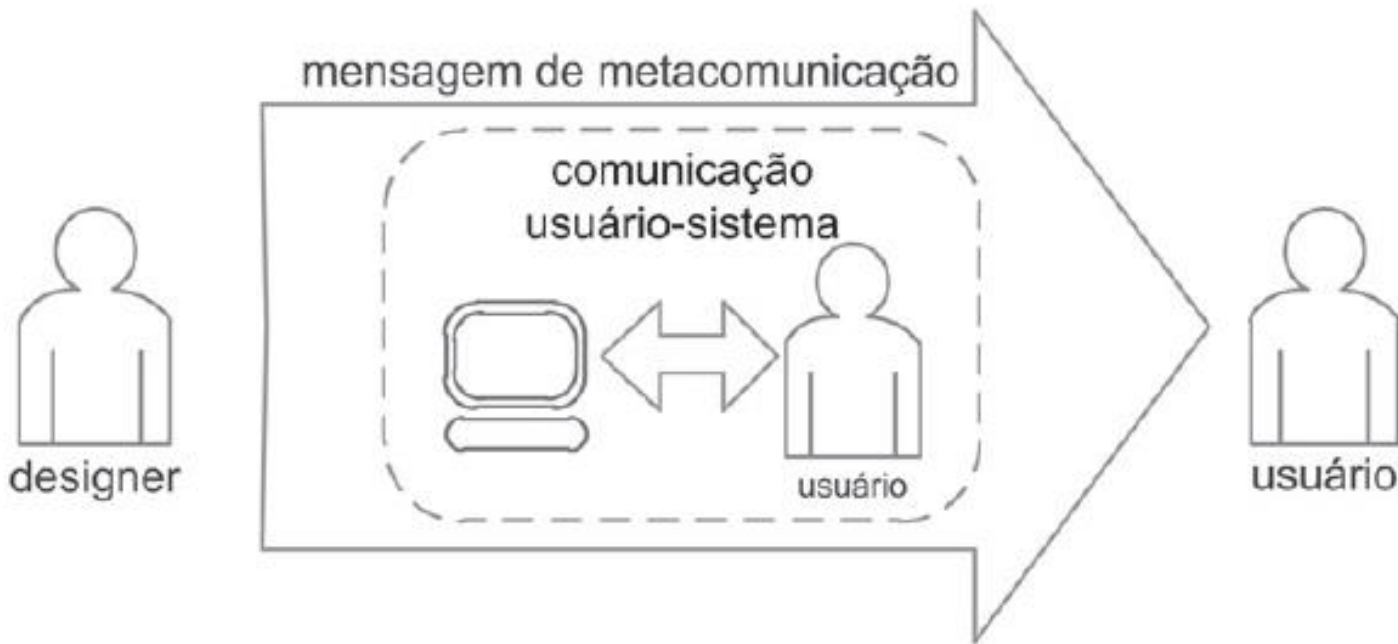 mensagem de metacomunicação
comunicação
usuário-sistema
designer
usuário
usuário